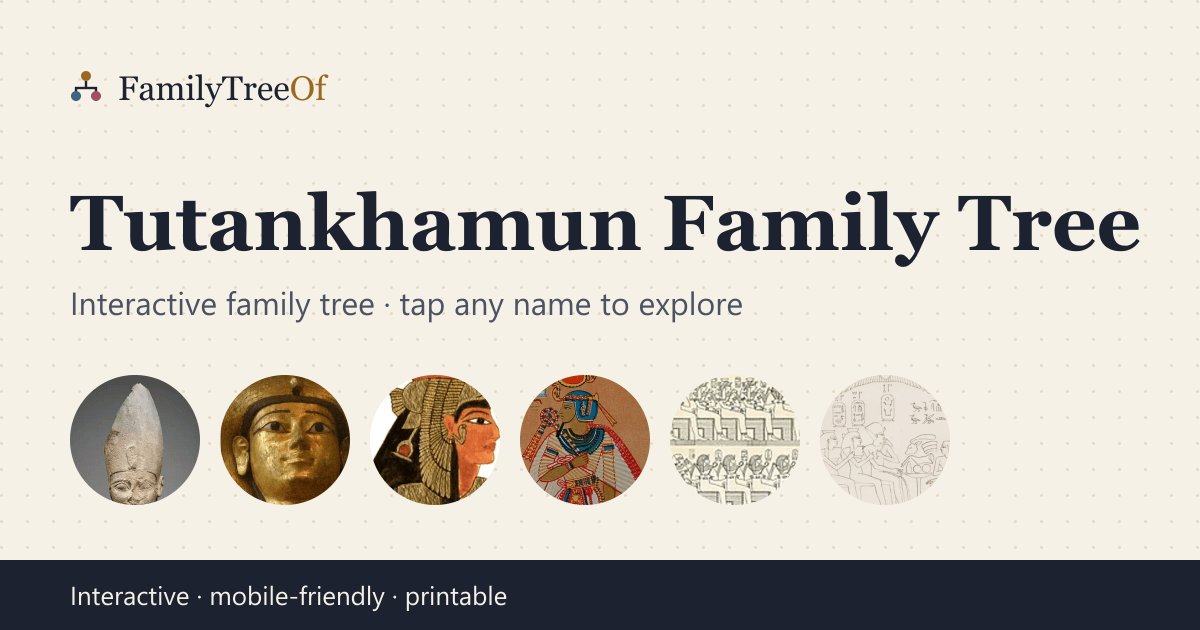 FamilyTreeOf
Tutankhamun Family Tree
Interactive family tree · tap any name to explore
Interactive · mobile-friendly · printable